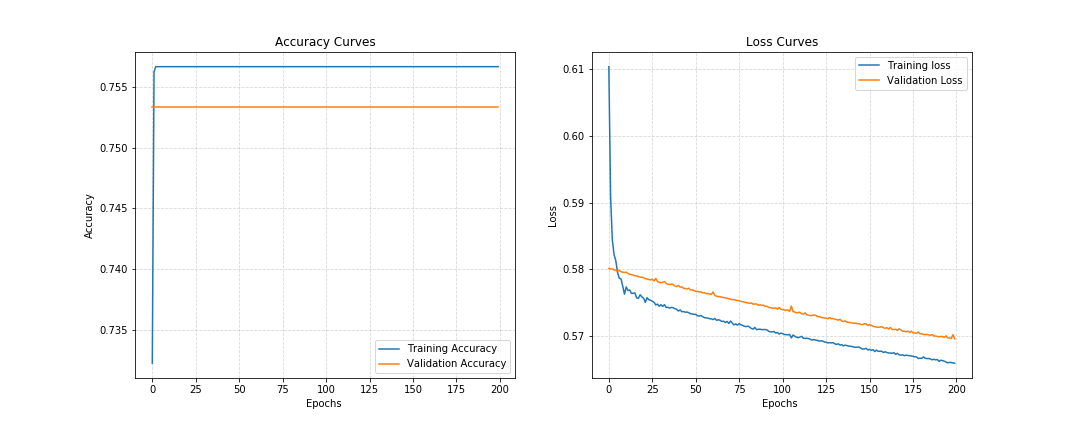 Accuracy Curves
0.755
0.750
0.745
0.740
0.735
Accuracy
0 25 50 75 100 125 150 175 200
Epochs
Training Accuracy
Validation Accuracy
Loss Curves
0.61
0.60
0.59
0.58
0.57
Loss
0 25 50 75 100 125 150 175 200
Epochs
Training loss
Validation Loss